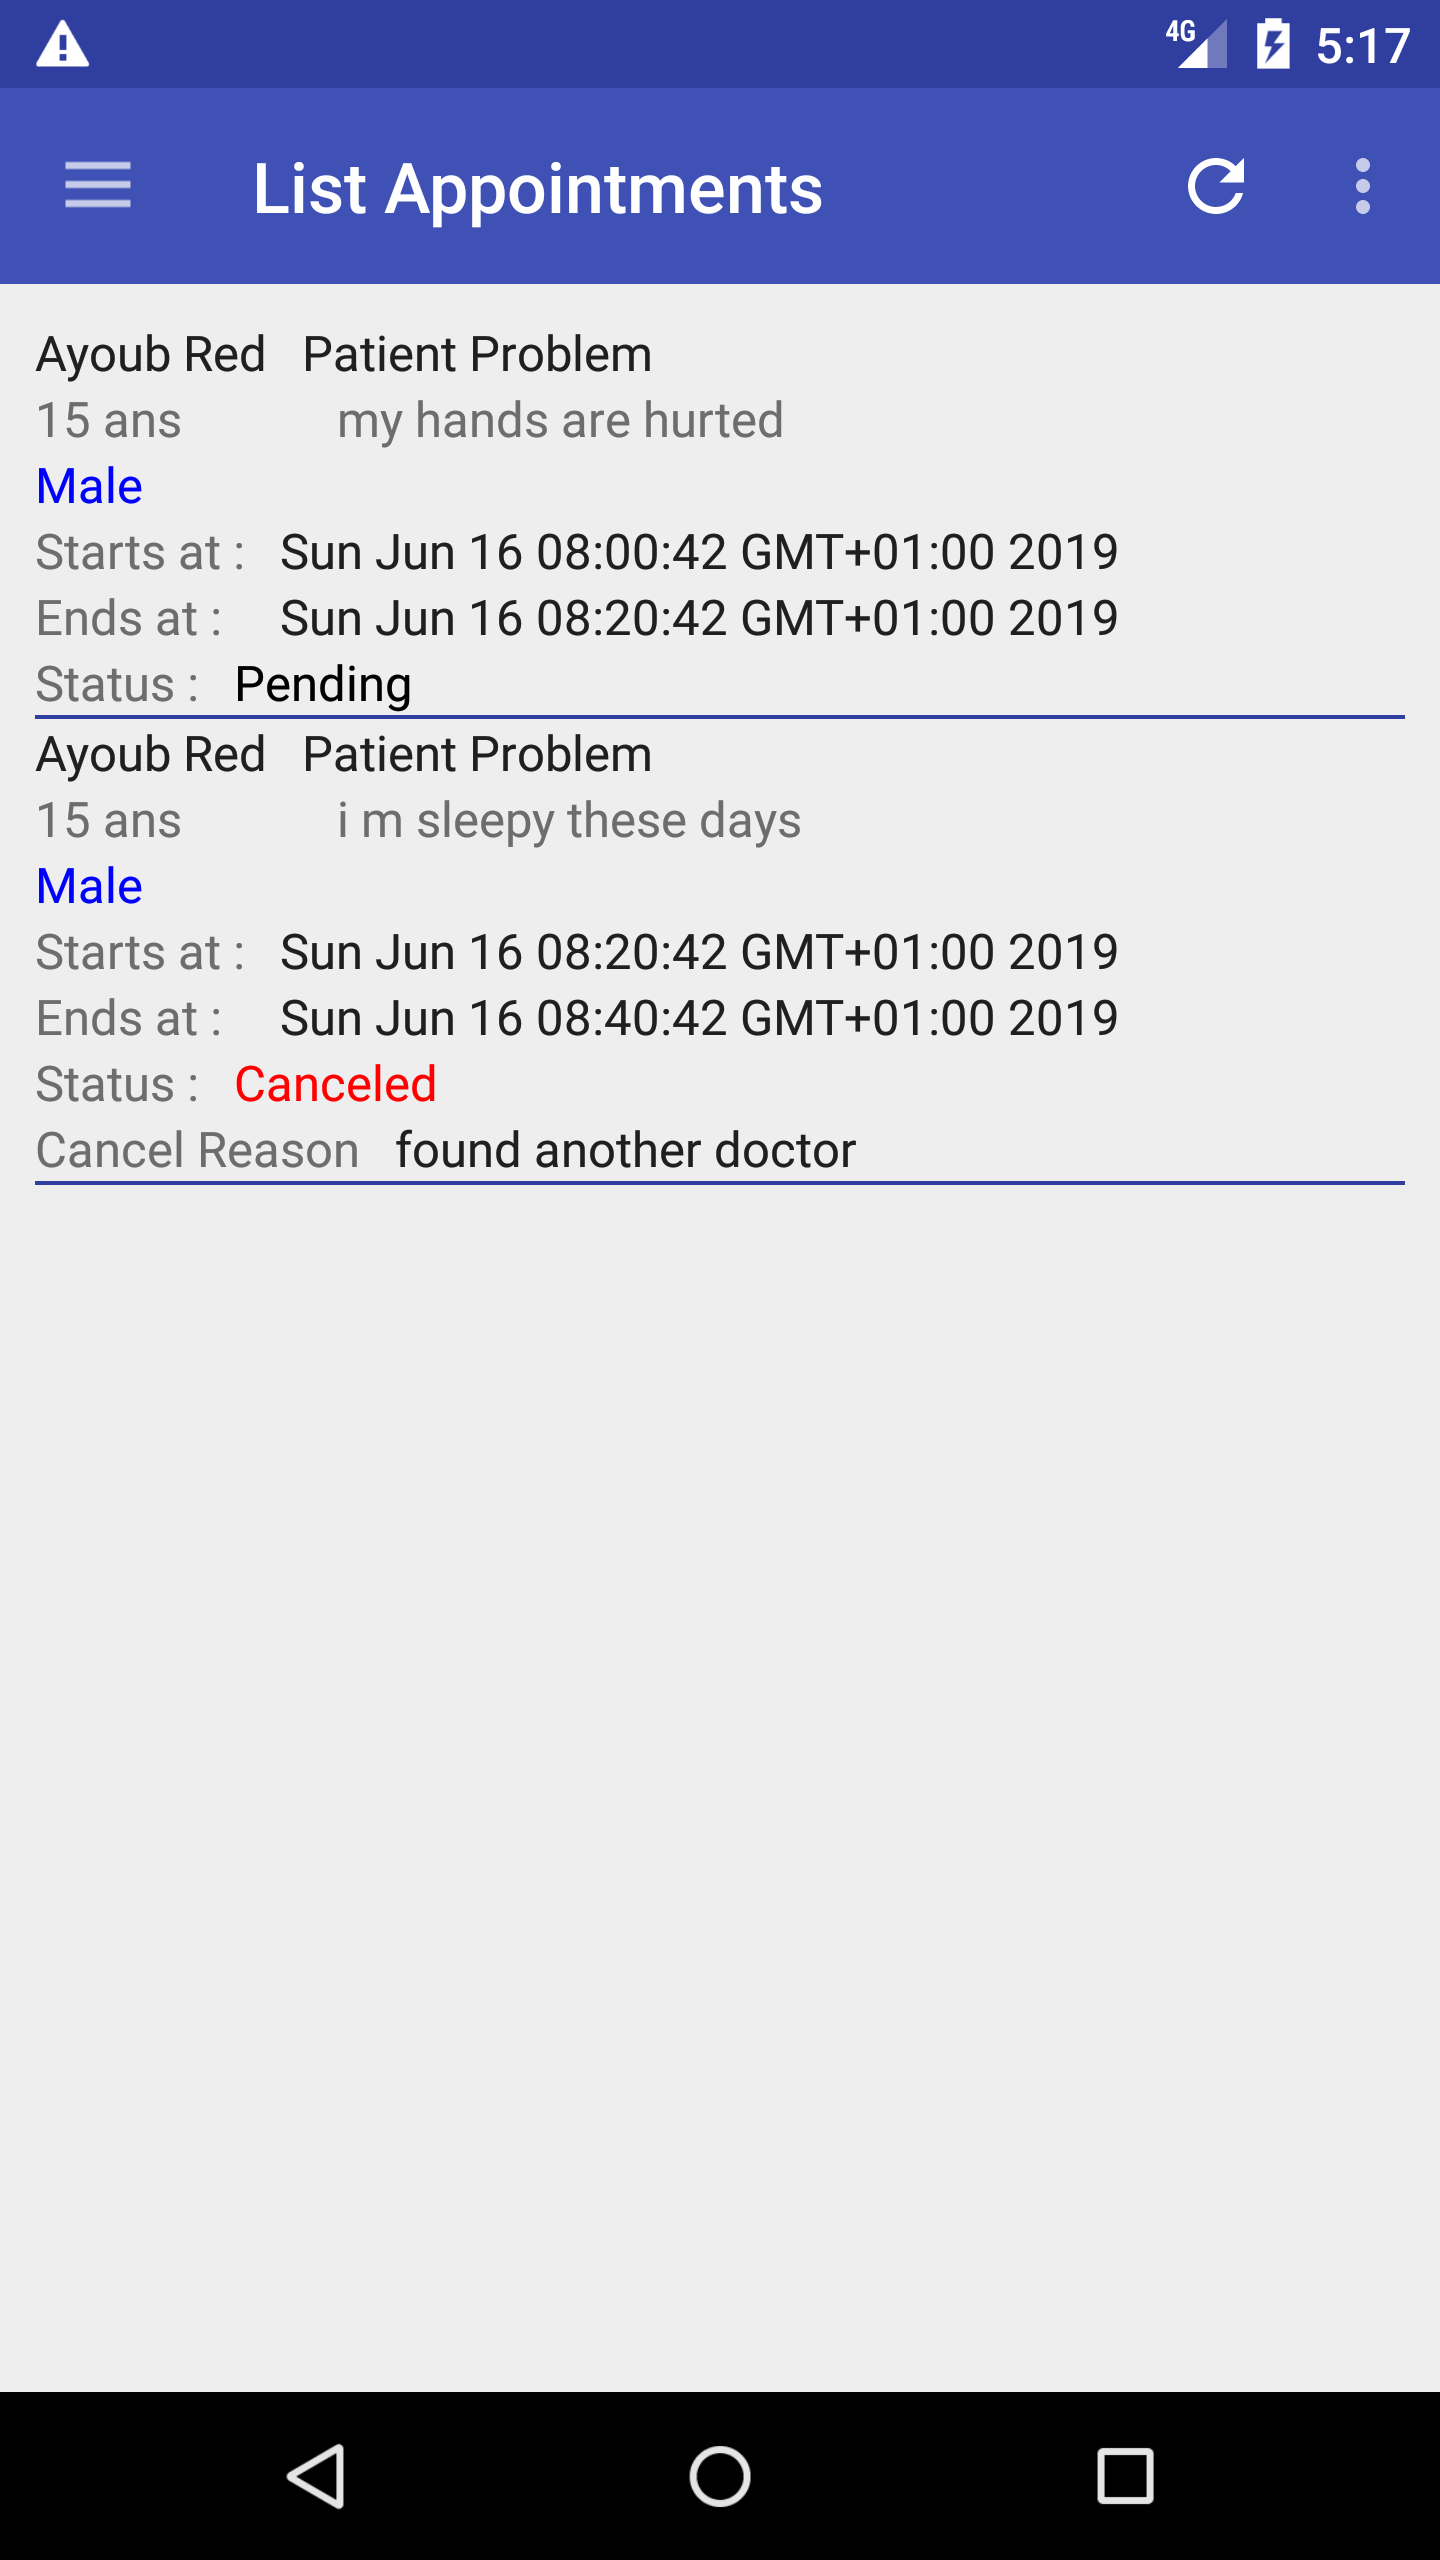 4G 5:17
List Appointments
Ayoub Red Patient Problem
15 ans my hands are hurted
Male
Starts at : Sun Jun 16 08:00:42 GMT+01:00 2019
Ends at : Sun Jun 16 08:20:42 GMT+01:00 2019
Status : Pending
Ayoub Red Patient Problem
15 ans i m sleepy these days
Male
Starts at : Sun Jun 16 08:20:42 GMT+01:00 2019
Ends at : Sun Jun 16 08:40:42 GMT+01:00 2019
Status : Canceled
Cancel Reason found another doctor